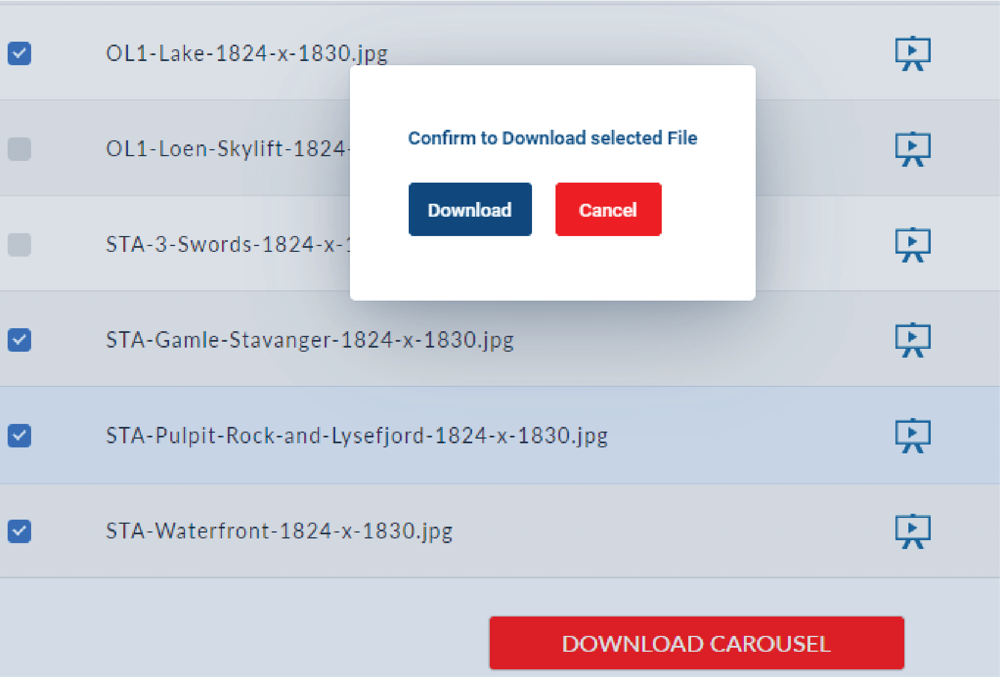 OL1-Lake-1824-x-1830.jpg
Confirm to Download selected File
OL1-Loen-Skylift-1824-
Download Cancel
STA-3-Swords-1824-x-
STA-Gamle-Stavanger-1824-x-1830.jpg
STA-Pulpit-Rock-and-Lysefjord-1824-x-1830.jpg
STA-Waterfront-1824-x-1830.jpg
DOWNLOAD CAROUSEL